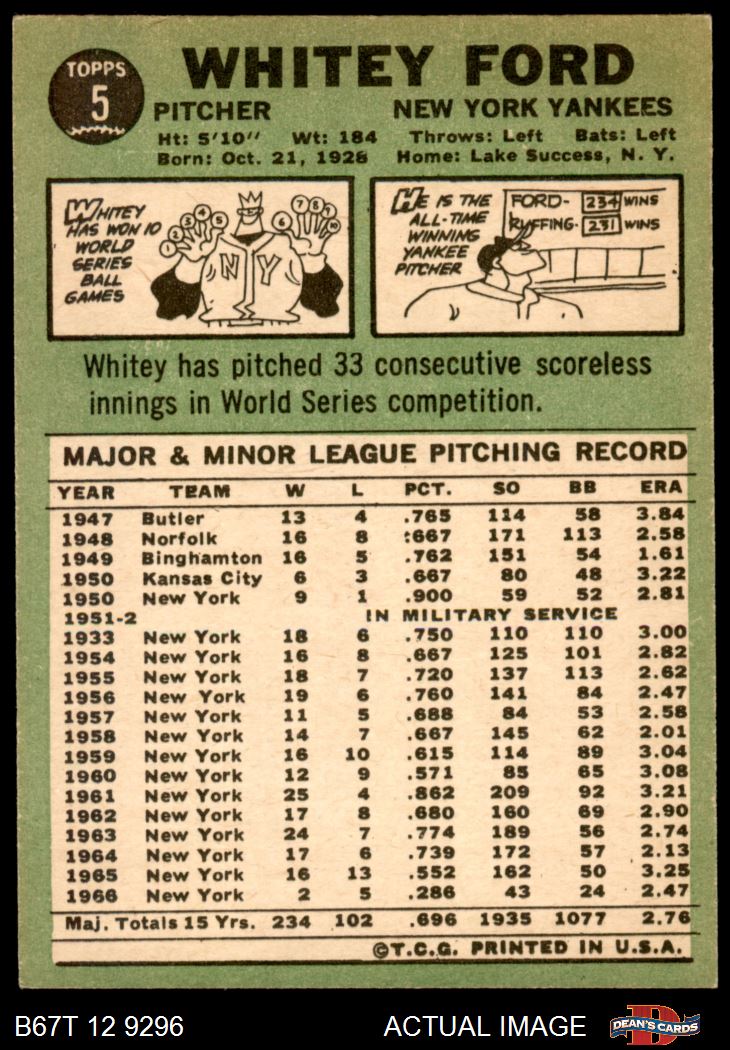 TOPPS
5
WHITEY FORD
PITCHER NEW YORK YANKEES
Ht: 5'10" Wt: 184 Throws: Left Bats: Left
Born: Oct. 21, 1928 Home: Lake Success, N. Y.
WHITEY
HAS WON 10
WORLD
SERIES
BALL
GAMES
1 2 3 4 5 6 7 8 9 10
NY
HE IS THE
ALL-TIME
WINNING
YANKEE
PITCHER
FORD- 234 WINS
RUFFING- 231 WINS
Whitey has pitched 33 consecutive scoreless
innings in World Series competition.
MAJOR & MINOR LEAGUE PITCHING RECORD
YEAR TEAM W L PCT. SO BB ERA
1947 Butler 13 4 .765 114 58 3.84
1948 Norfolk 16 8 .667 171 113 2.58
1949 Binghamton 16 5 .762 151 54 1.61
1950 Kansas City 6 3 .667 80 48 3.22
1950 New York 9 1 .900 59 52 2.81
1951-2 IN MILITARY SERVICE
1933 New York 18 6 .750 110 110 3.00
1954 New York 16 8 .667 125 101 2.82
1955 New York 18 7 .720 137 113 2.62
1956 New York 19 6 .760 141 84 2.47
1957 New York 11 5 .688 84 53 2.58
1958 New York 14 7 .667 145 62 2.01
1959 New York 16 10 .615 114 89 3.04
1960 New York 12 9 .571 85 65 3.08
1961 New York 25 4 .862 209 92 3.21
1962 New York 17 8 .680 160 69 2.90
1963 New York 24 7 .774 189 56 2.74
1964 New York 17 6 .739 172 57 2.13
1965 New York 16 13 .552 162 50 3.25
1966 New York 2 5 .286 43 24 2.47
Maj. Totals 15 Yrs. 234 102 .696 1935 1077 2.76
©T.C.G. PRINTED IN U.S.A.
B67T 12 9296 ACTUAL IMAGE
D
DEAN'S CARDS